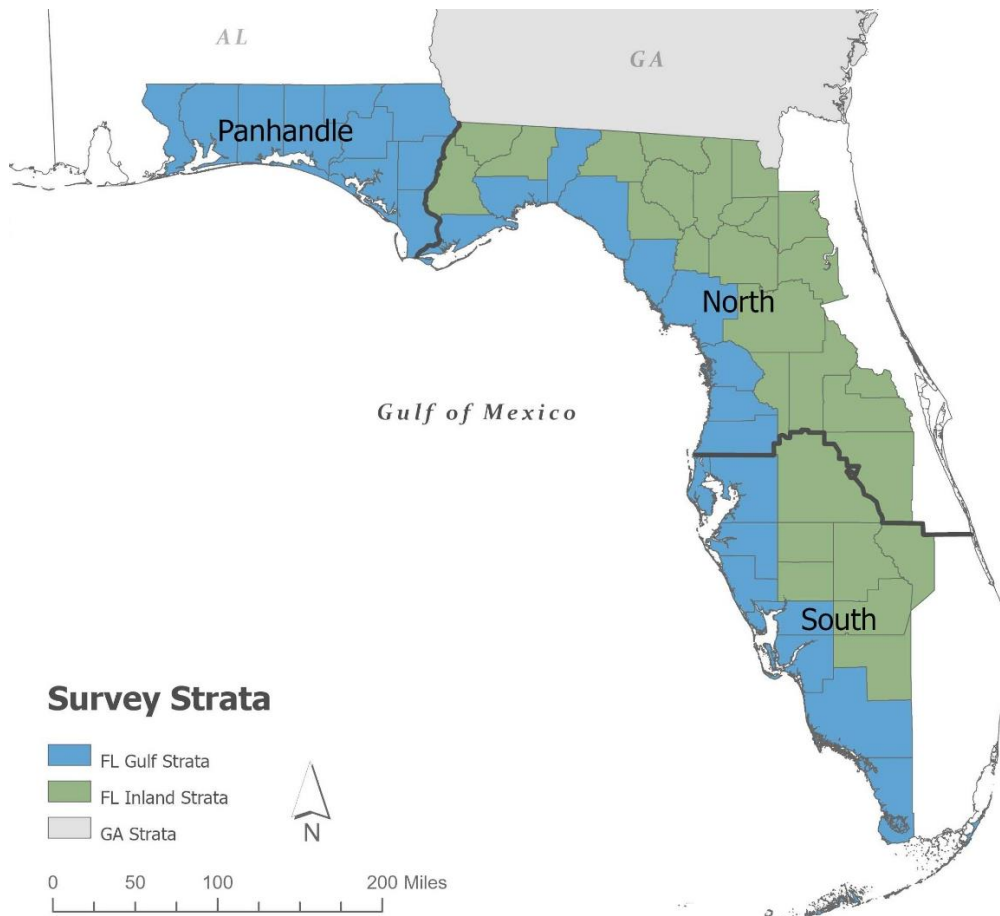 AL
GA
Panhandle
North
Gulf of Mexico
South
Survey Strata
FL Gulf Strata
FL Inland Strata
GA Strata
N
0 50 100 200 Miles